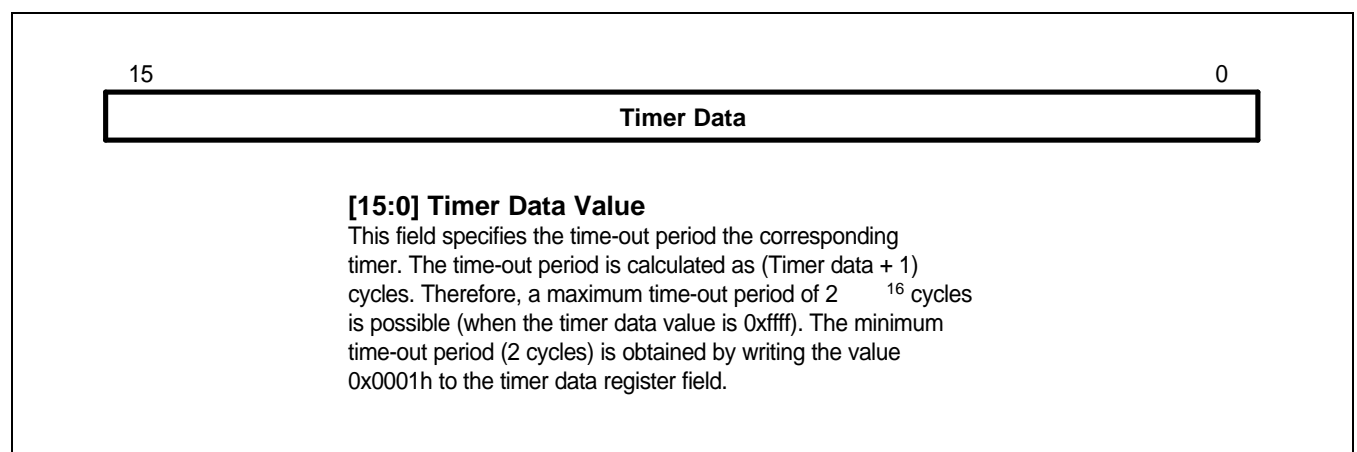 15 0
Timer Data
[15:0] Timer Data Value
This field specifies the time-out period the corresponding
timer. The time-out period is calculated as (Timer data + 1)
cycles. Therefore, a maximum time-out period of 2 16 cycles
is possible (when the timer data value is 0xffff). The minimum
time-out period (2 cycles) is obtained by writing the value
0x0001h to the timer data register field.